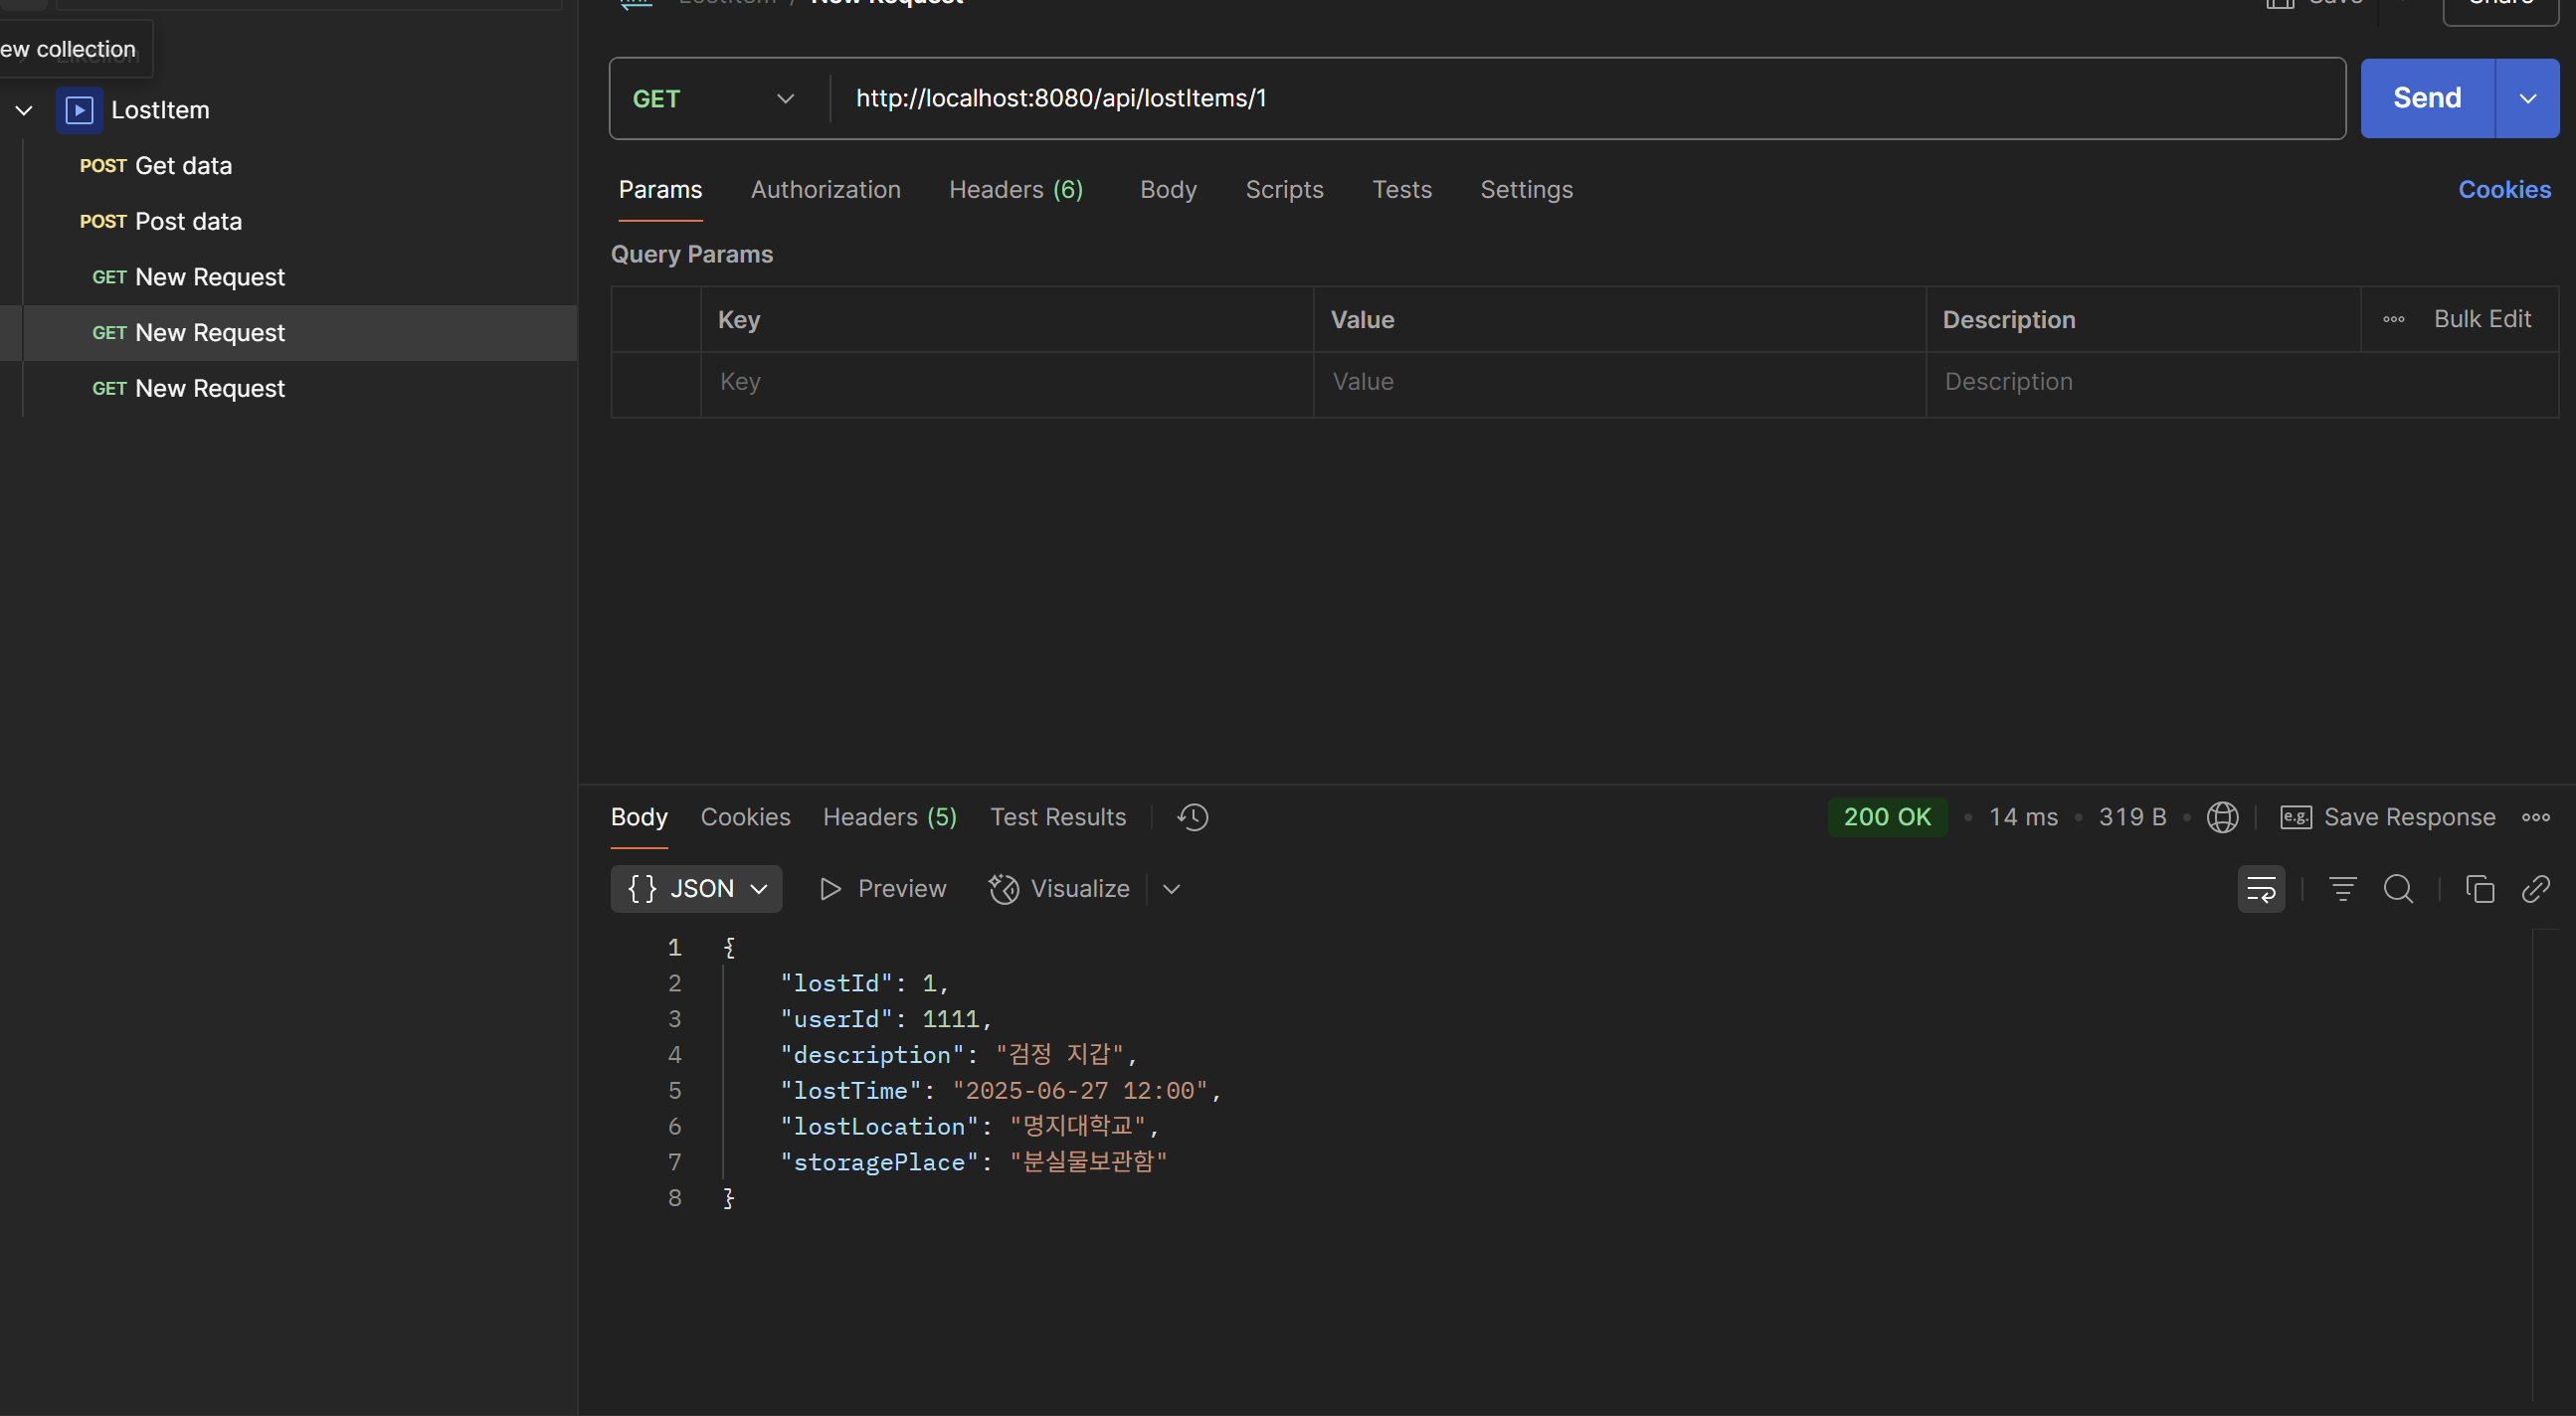 LostItem / New Request
Save
Share
ew collection
LostItem
POST Get data
POST Post data
GET New Request
GET New Request
GET New Request
GET http://localhost:8080/api/lostItems/1 Send
Params Authorization Headers (6) Body Scripts Tests Settings Cookies
Query Params
Key Value Description Bulk Edit
Key Value Description
Body Cookies Headers (5) Test Results 200 OK • 14 ms • 319 B • e.g. Save Response
{} JSON Preview Visualize
1 {
2 "lostId": 1,
3 "userId": 1111,
4 "description": "검정 지갑",
5 "lostTime": "2025-06-27 12:00",
6 "lostLocation": "명지대학교",
7 "storagePlace": "분실물보관함"
8 }